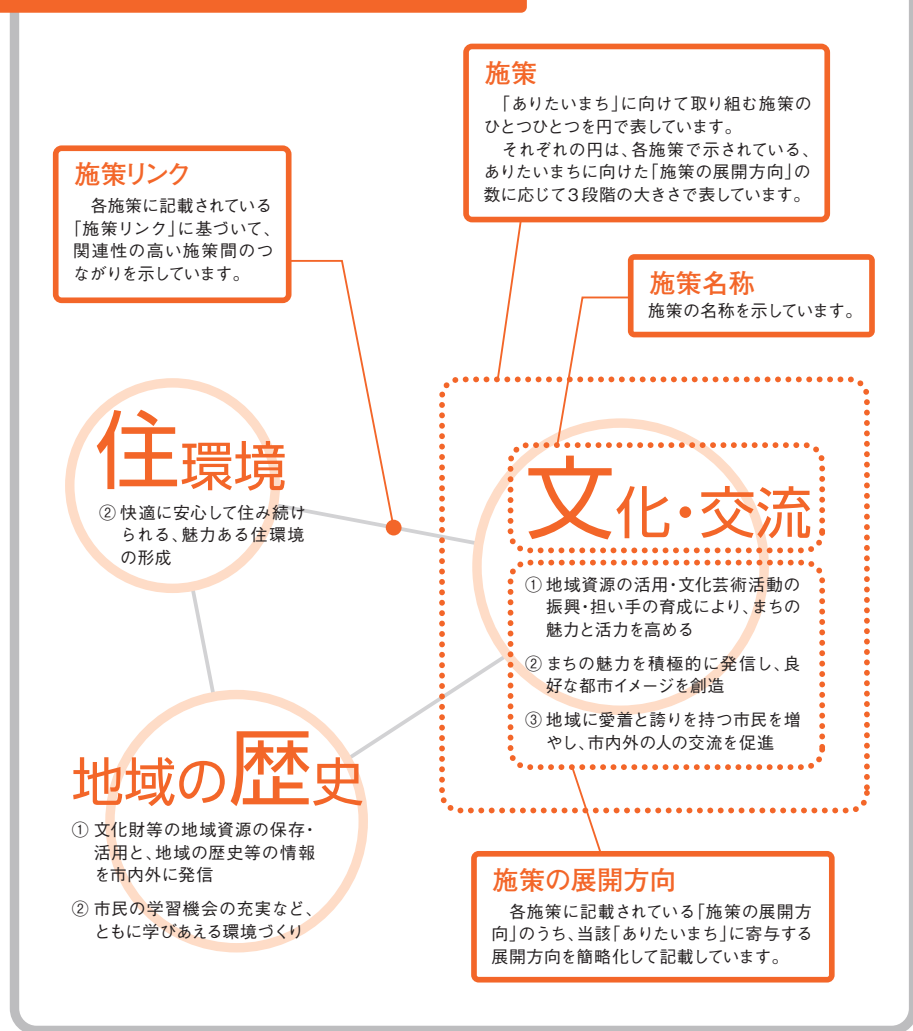 施策
「ありたいまち」に向けて取り組む施策の
ひとつひとつを円で表しています。
それぞれの円は、各施策で示されている、
ありたいまちに向けた「施策の展開方向」の
数に応じて3段階の大きさで表しています。
施策リンク
各施策に記載されている
「施策リンク」に基づいて、
関連性の高い施策間のつ
ながりを示しています。
施策名称
施策の名称を示しています。
住環境
② 快適に安心して住み続け
られる、魅力ある住環境
の形成
文化・交流
① 地域資源の活用・文化芸術活動の
振興・担い手の育成により、まちの
魅力と活力を高める
② まちの魅力を積極的に発信し、良
好な都市イメージを創造
③ 地域に愛着と誇りを持つ市民を増
やし、市内外の人の交流を促進
地域の歴史
① 文化財等の地域資源の保存・
活用と、地域の歴史等の情報
を市内外に発信
② 市民の学習機会の充実など、
ともに学びあえる環境づくり
施策の展開方向
各施策に記載されている「施策の展開方
向」のうち、当該「ありたいまち」に寄与する
展開方向を簡略化して記載しています。